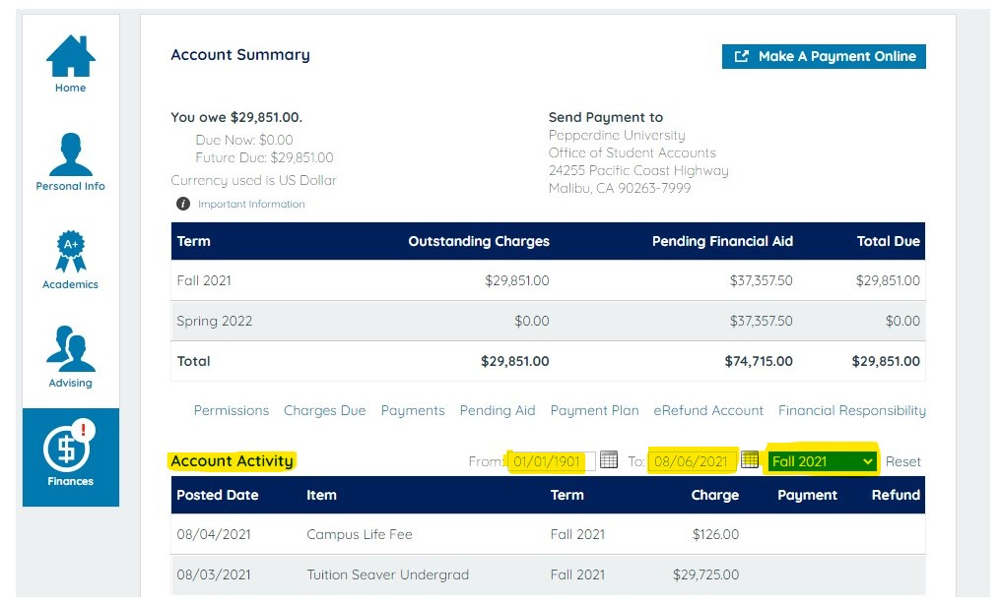 Home
Personal Info
A+
Academics
Advising
!
$
Finances
Account Summary
Make A Payment Online
You owe $29,851.00.
Due Now: $0.00
Future Due: $29,851.00
Currency used is US Dollar
i Important Information
Send Payment to
Pepperdine University
Office of Student Accounts
24255 Pacific Coast Highway
Malibu, CA 90263-7999
Term Outstanding Charges Pending Financial Aid Total Due
Fall 2021 $29,851.00 $37,357.50 $29,851.00
Spring 2022 $0.00 $37,357.50 $0.00
Total $29,851.00 $74,715.00 $29,851.00
Permissions Charges Due Payments Pending Aid Payment Plan eRefund Account Financial Responsibility
Account Activity From: 01/01/1901 To: 08/06/2021 Fall 2021 Reset
Posted Date Item Term Charge Payment Refund
08/04/2021 Campus Life Fee Fall 2021 $126.00
08/03/2021 Tuition Seaver Undergrad Fall 2021 $29,725.00